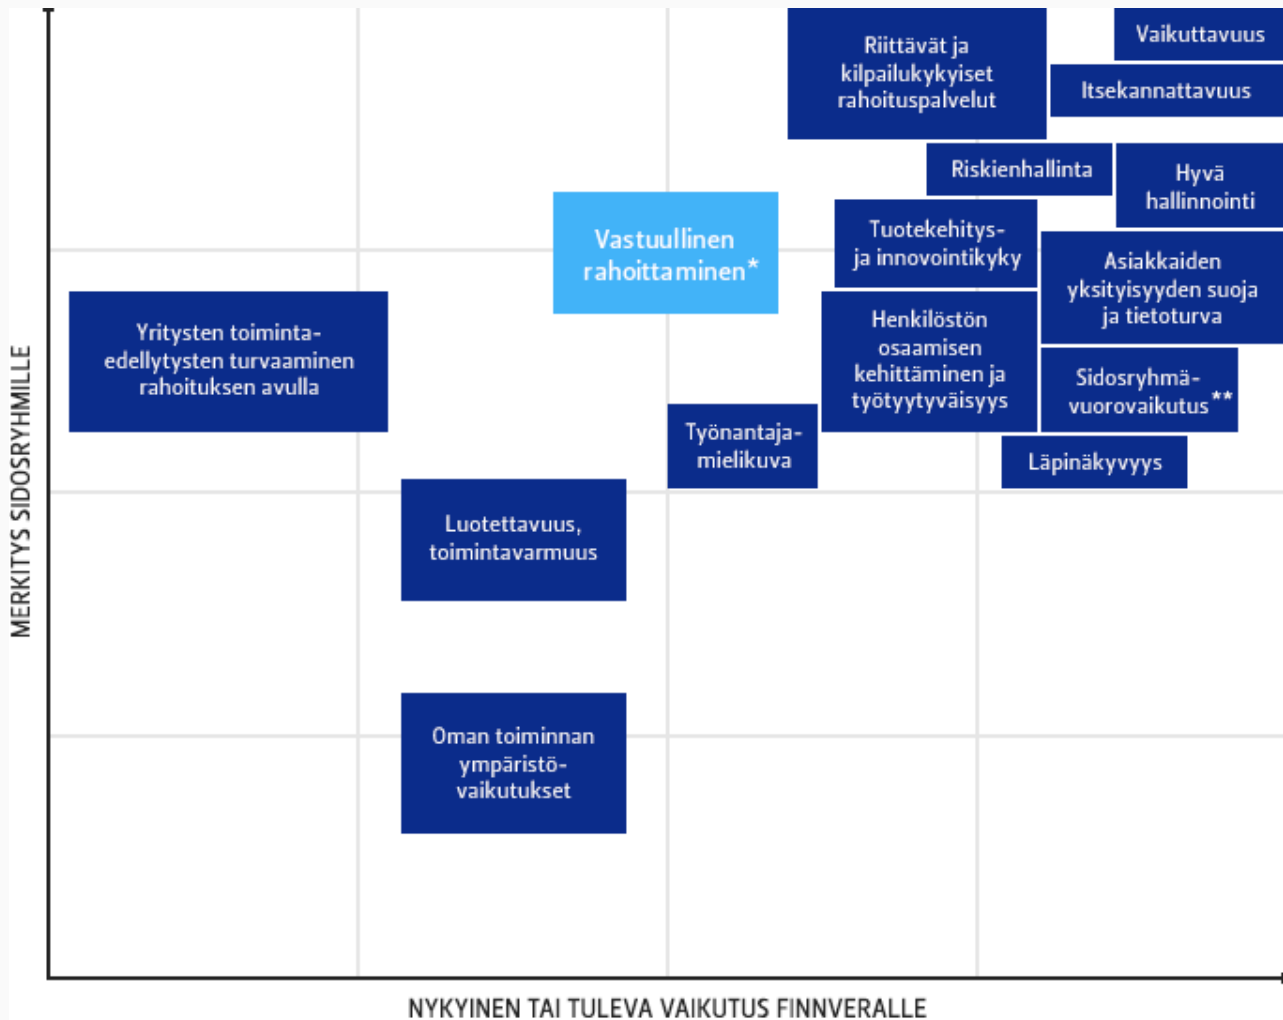 Riittävät ja
kilpailukykyiset
rahoituspalvelut
Vaikuttavuus
Itsekannattavuus
Riskienhallinta
Hyvä
hallinnointi
Vastuullinen
rahoittaminen*
Tuotekehitys-
ja innovointikyky
Asiakkaiden
yksityisyyden suoja
ja tietoturva
Yritysten toiminta-
edellytysten turvaaminen
rahoituksen avulla
Henkilöstön
osaamisen
kehittäminen ja
työtyytyväisyys
Sidosryhmä-
vuorovaikutus**
Työnantaja-
mielikuva
Läpinäkyvyys
Luotettavuus,
toimintavarmuus
Oman toiminnan
ympäristö-
vaikutukset
MERKITYS SIDOSRYHMILLE
NYKYINEN TAI TULEVA VAIKUTUS FINNVERALLE